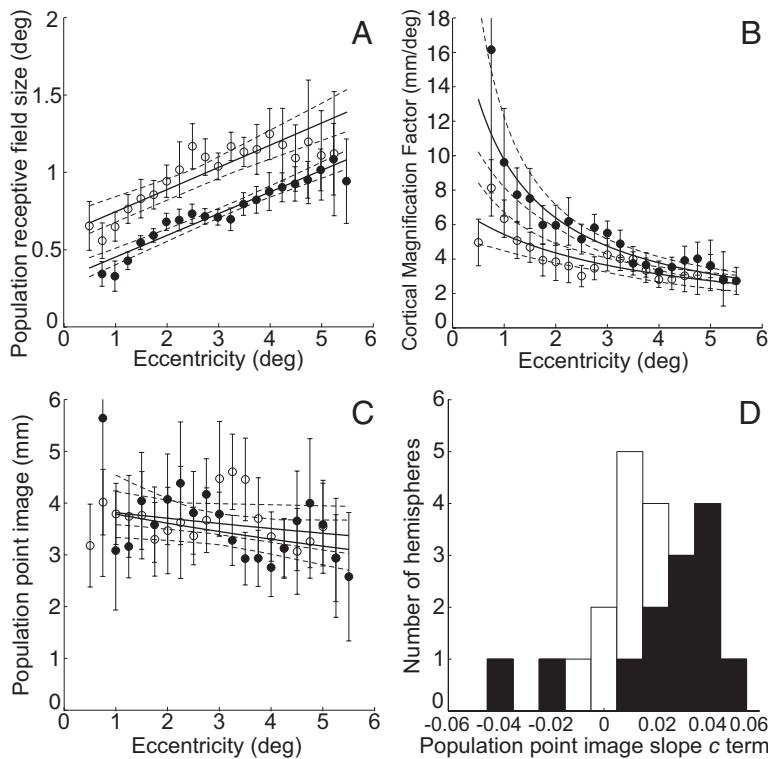 A
Population receptive field size (deg)
2
1.5
1
0.5
0
0 1 2 3 4 5 6
Eccentricity (deg)
B
Cortical Magnification Factor (mm/deg)
18
16
14
12
10
8
6
4
2
0
0 1 2 3 4 5 6
Eccentricity (deg)
C
Population point image (mm)
6
5
4
3
2
1
0
0 1 2 3 4 5 6
Eccentricity (deg)
D
Number of hemispheres
6
5
4
3
2
1
0
-0.06 -0.04 -0.02 0 0.02 0.04 0.06
Population point image slope c term